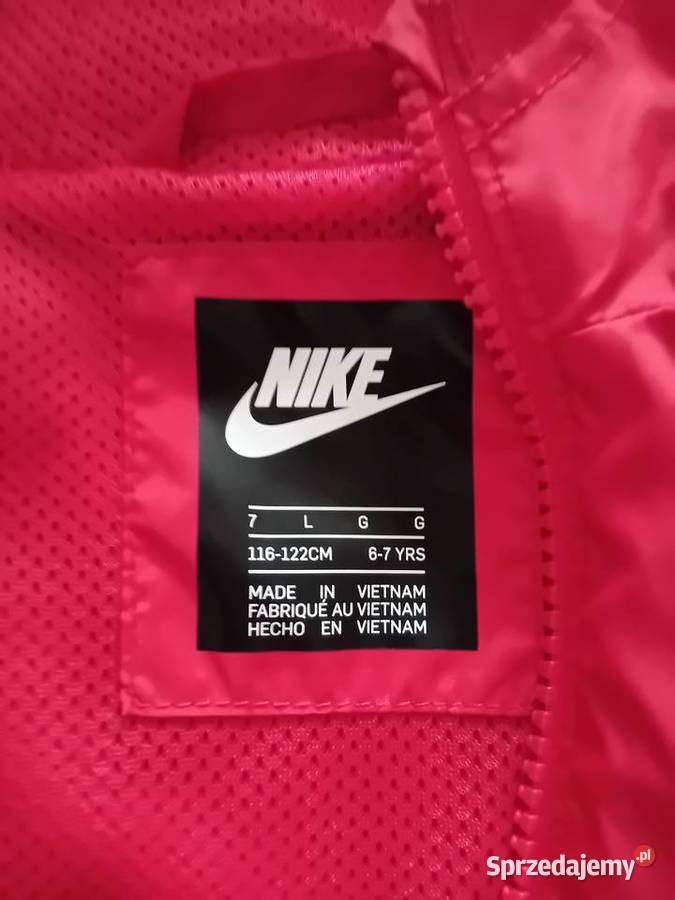 NIKE
7 L G G
116-122CM 6-7 YRS
MADE IN VIETNAM
FABRIQUÉ AU VIETNAM
HECHO EN VIETNAM
Sprzedajemy.pl